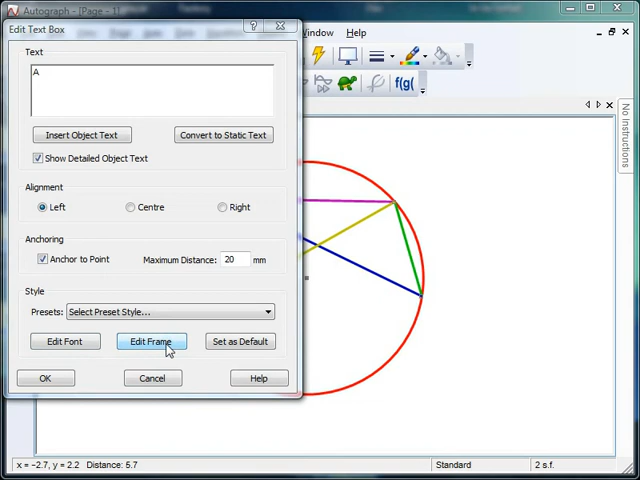 Autograph - [Page - 1]
Edit Text Box
Window Help
Text
A
Insert Object Text Convert to Static Text
Show Detailed Object Text
Alignment
Left Centre Right
Anchoring
Anchor to Point Maximum Distance: 20 mm
Style
Presets: Select Preset Style...
Edit Font Edit Frame Set as Default
OK Cancel Help
f(g(
No Instructions
x = −2.7, y = 2.2 Distance: 5.7 Standard 2 s.f.